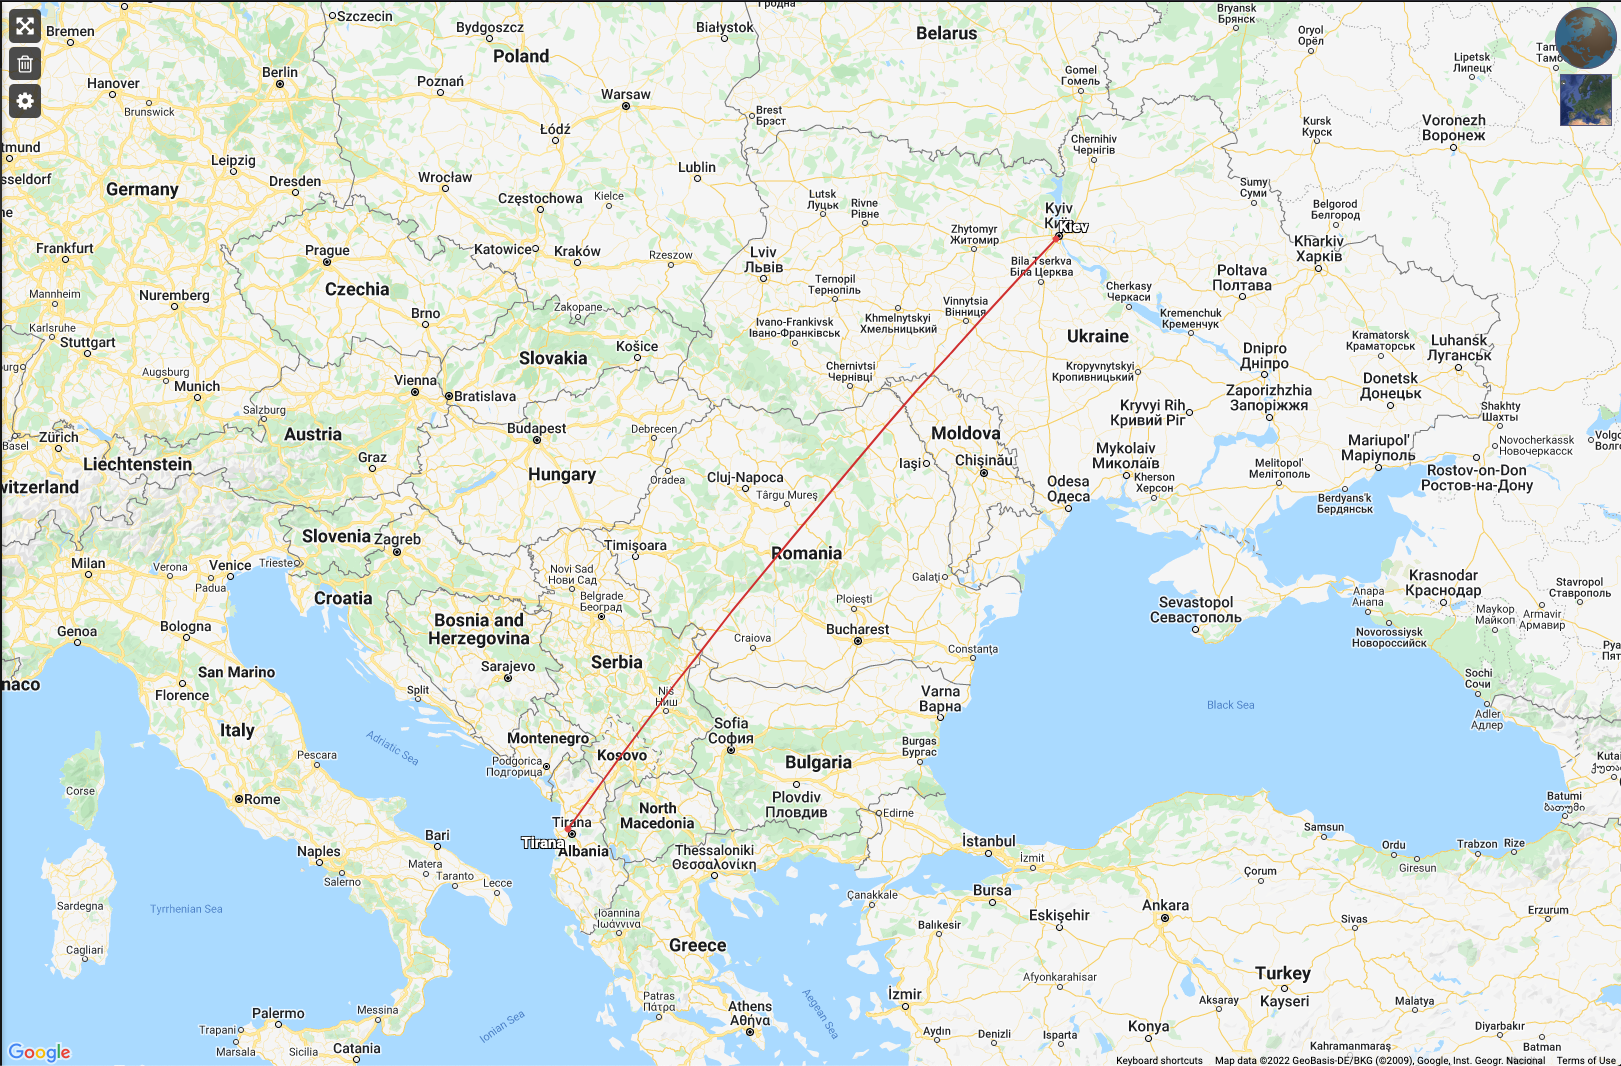 Гродна
Szczecin
Bydgoszcz
Białystok
Belarus
Bryansk
Брянск
Oryol
Орёл
Bremen
Poland
Lipetsk
Липецк
Berlin
Gomel
Гомель
Hanover
Poznań
Warsaw
Brunswick
Brest
Брэст
Kursk
Курск
Voronezh
Воронеж
Łódź
Chernihiv
Чернігів
tmund
Leipzig
Lublin
sseldorf
Dresden
Wrocław
Germany
Częstochowa
Kielce
Lutsk
Луцьк
Rivne
Рівне
Sumy
Суми
Kyiv
Kiev
Belgorod
Белгород
Zhytomyr
Житомир
Frankfurt
Prague
Katowice
Kraków
Rzeszow
Lviv
Львів
Kharkiv
Харків
Bila Tserkva
Біла Церква
Poltava
Полтава
Czechia
Ternopil
Тернопіль
Mannheim
Nuremberg
Cherkasy
Черкаси
Zakopane
Vinnytsia
Вінниця
Brno
Khmelnytskyi
Хмельницький
Kremenchuk
Кременчук
Karlsruhe
Stuttgart
Ivano-Frankivsk
Івано-Франківськ
Ukraine
Kramatorsk
Краматорськ
Luhansk
Луганськ
Slovakia
Košice
Dnipro
Дніпро
Augsburg
Munich
Chernivtsi
Чернівці
Kropyvnytskyi
Кропивницький
Vienna
Bratislava
Donetsk
Донецьк
Zaporizhzhia
Запоріжжя
Salzburg
Kryvyi Rih
Кривий Ріг
Shakhty
Шахты
Austria
Budapest
Debrecen
Moldova
Zürich
Basel
Mariupol'
Маріуполь
Novocherkassk
Новочеркасск
Liechtenstein
Graz
Iași
Chișinău
Mykolaiv
Миколаїв
Hungary
Oradea
Cluj-Napoca
Melitopol'
Мелітополь
Rostov-on-Don
Ростов-на-Дону
witzerland
Târgu Mureș
Odesa
Одеса
Kherson
Херсон
Berdyans'k
Бердянськ
Slovenia
Zagreb
Timișoara
Romania
Milan
Verona
Venice
Trieste
Padua
Novi Sad
Нови Сад
Galați
Krasnodar
Краснодар
Stavropol
Ставрополь
Croatia
Belgrade
Београд
Ploiești
Sevastopol
Севастополь
Anapa
Анапа
Maykop
Майкоп
Armavir
Армавир
Genoa
Bologna
Bosnia and
Herzegovina
Bucharest
Craiova
Novorossiysk
Новороссийск
San Marino
Serbia
Constanța
naco
Florence
Sarajevo
Split
Niš
Ниш
Varna
Варна
Sochi
Сочи
Black Sea
Adler
Адлер
Italy
Adriatic Sea
Montenegro
Sofia
София
Pescara
Podgorica
Подгорица
Kosovo
Bulgaria
Burgas
Бургас
Rome
Plovdiv
Пловдив
Batumi
ბათუმი
Tirana
North
Macedonia
Edirne
Tirana
Albania
Bari
Naples
Thessaloniki
Θεσσαλονίκη
İstanbul
İzmit
Samsun
Ordu
Giresun
Trabzon
Rize
Matera
Taranto
Salerno
Lecce
Çorum
Bursa
Çanakkale
Sardegna
Tyrrhenian Sea
Ioannina
Ιωάννινα
Ankara
Eskişehir
Balıkesir
Sivas
Erzurum
Cagliari
Greece
Turkey
Afyonkarahisar
Kayseri
İzmir
Aksaray
Malatya
Patras
Πάτρα
Athens
Αθήνα
Aegean Sea
Ionian Sea
Palermo
Messina
Trapani
Marsala
Sicilia
Catania
Aydın
Denizli
Isparta
Konya
Diyarbakır
Batman
Kahramanmaraş
Google
Keyboard shortcuts
Map data ©2022 GeoBasis-DE/BKG (©2009), Google, Inst. Geogr. Nacional
Terms of Use
Corse